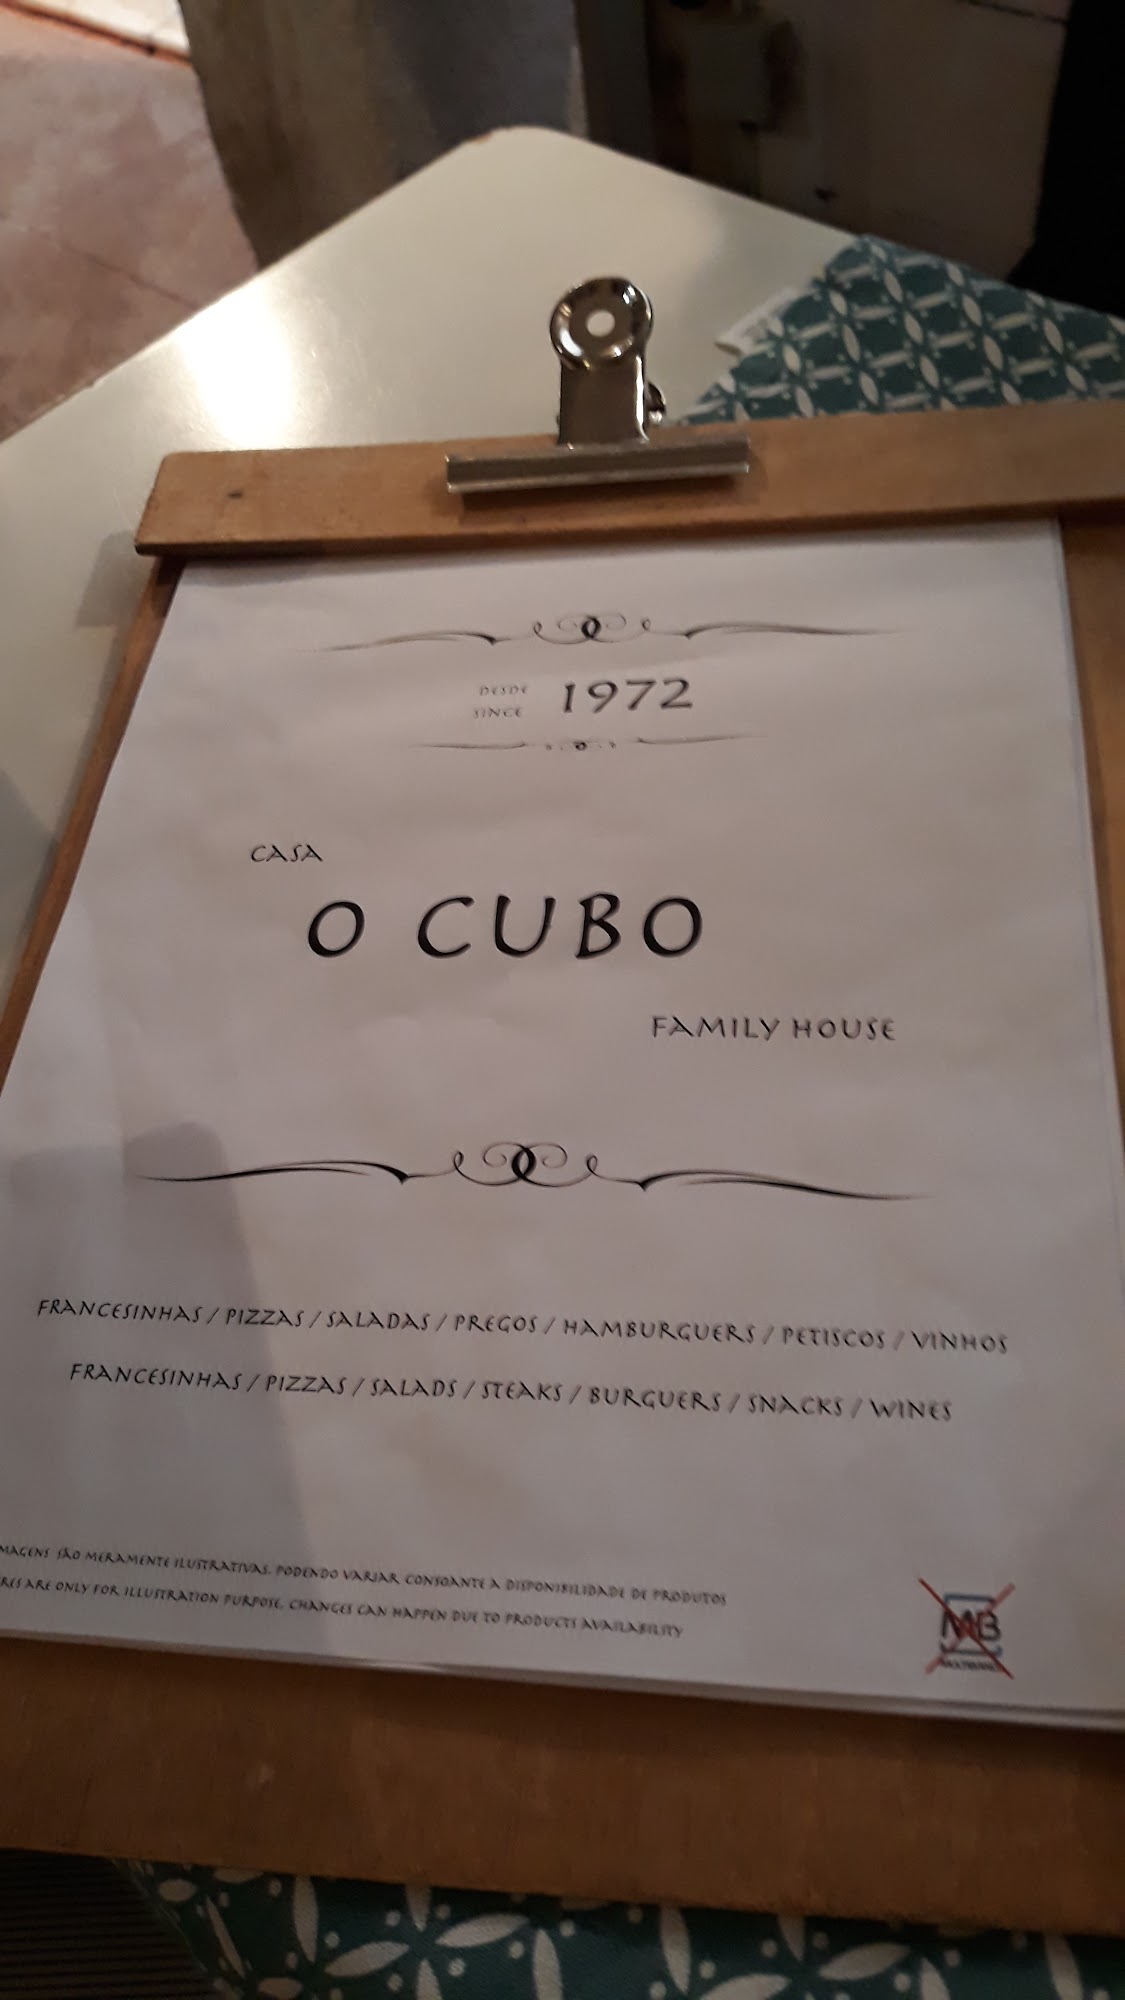 DESDE
SINCE 1972
CASA
O CUBO
FAMILY HOUSE
FRANCESINHAS / PIZZAS / SALADAS / PREGOS / HAMBURGUERS / PETISCOS / VINHOS
FRANCESINHAS / PIZZAS / SALADS / STEAKS / BURGUERS / SNACKS / WINES
MAGENS SÃO MERAMENTE ILUSTRATIVAS. PODENDO VARIAR CONSOANTE A DISPONIBILIDADE DE PRODUTOS
RES ARE ONLY FOR ILLUSTRATION PURPOSE. CHANGES CAN HAPPEN DUE TO PRODUCTS AVAILABILITY
MB